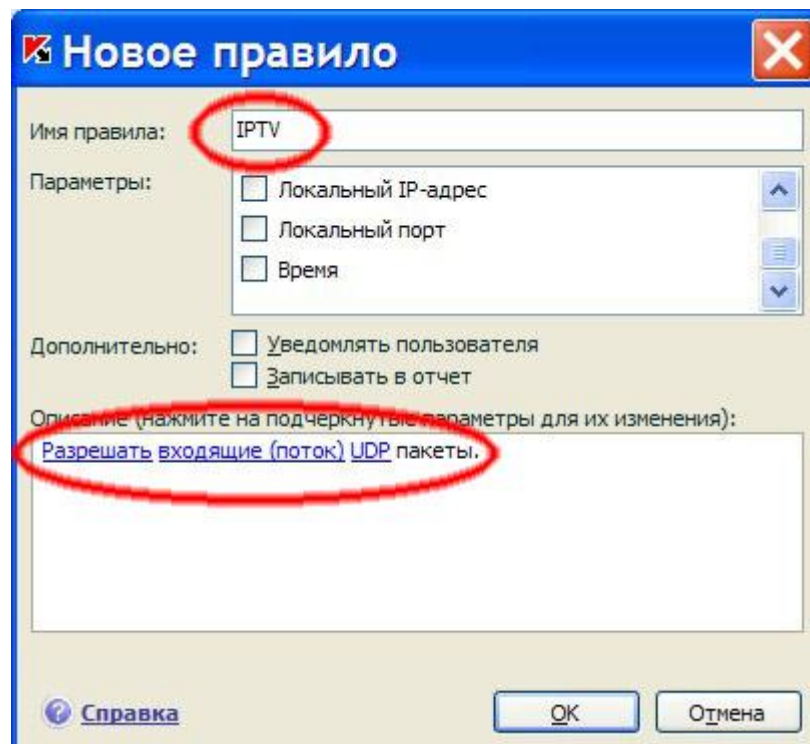 Новое правило
Имя правила: IPTV
Параметры:
Локальный IP-адрес
Локальный порт
Время
Дополнительно:
Уведомлять пользователя
Записывать в отчет
Описание (нажмите на подчеркнутые параметры для их изменения):
Разрешать входящие (поток) UDP пакеты.
Справка
OK
Отмена